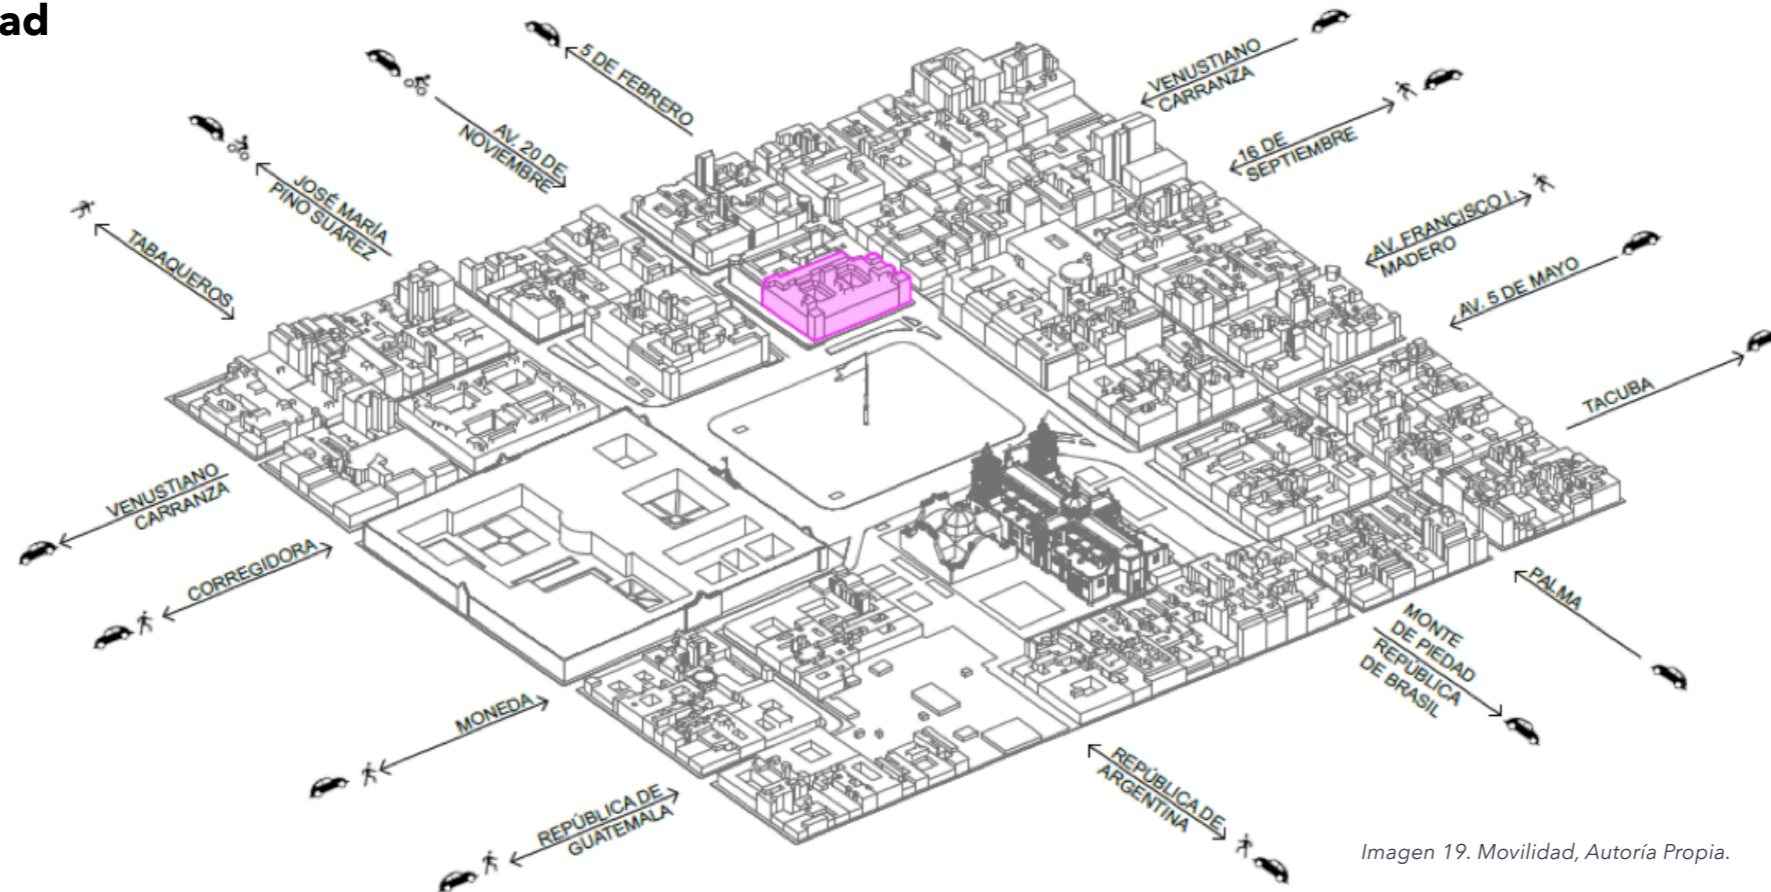 ad
5 DE FEBRERO
AV. 20 DE
NOVIEMBRE
JOSÉ MARÍA
PINO SUÁREZ
TABAQUEROS
VENUSTIANO
CARRANZA
16 DE
SEPTIEMBRE
AV. FRANCISCO I.
MADERO
AV. 5 DE MAYO
TACUBA
VENUSTIANO
CARRANZA
CORREGIDORA
MONEDA
REPÚBLICA DE
GUATEMALA
PALMA
MONTE
DE PIEDAD
REPÚBLICA
DE BRASIL
REPÚBLICA DE
ARGENTINA
Imagen 19. Movilidad, Autoría Propia.